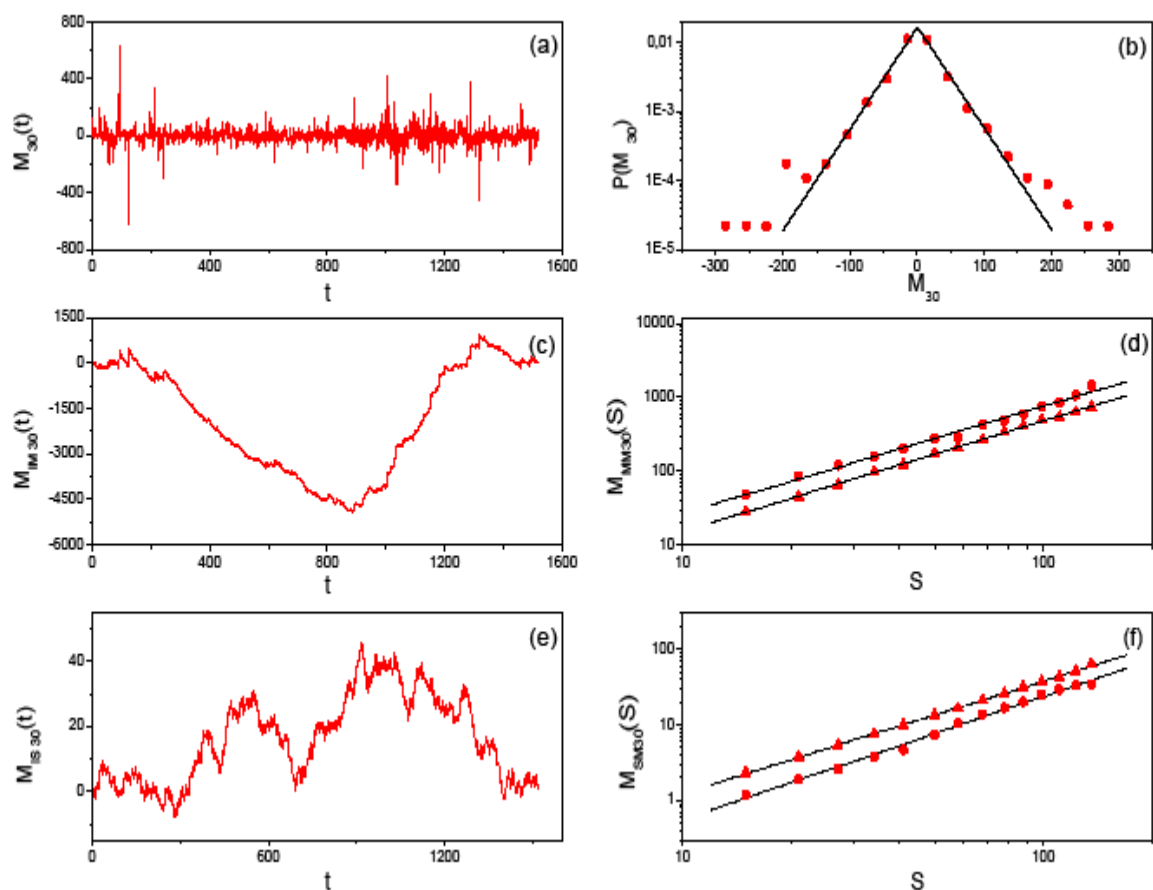 (a)
M30(t)
800
400
0
-400
-800
0 400 800 1200 1600
t
(b)
P(M 30)
0,01
1E-3
1E-4
1E-5
-300 -200 -100 0 100 200 300
M30
(c)
MIM 30(t)
1500
0
-1500
-3000
-4500
-6000
0 400 800 1200 1600
t
(d)
MMM30(S)
10000
1000
100
10
10 100
S
(e)
MIS 30(t)
40
20
0
0 600 1200
t
(f)
MSM30(S)
100
10
1
10 100
S